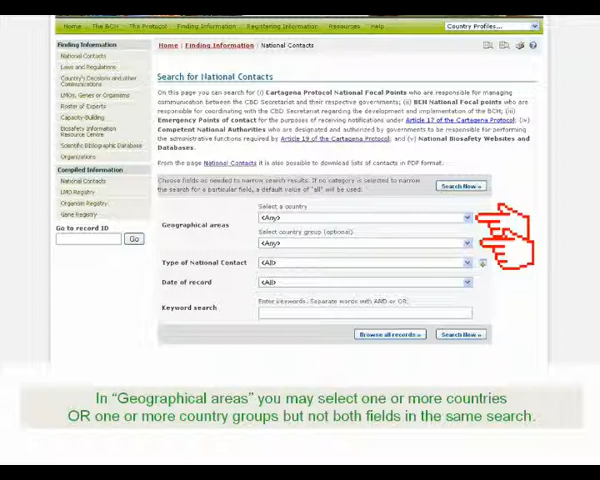 Home The BCH The Protocol Finding Information Registering Information Resources Help Country Profiles...
Finding Information
National Contacts
Laws and Regulations
Country's Decisions and other
Communications
LMOs, Genes or Organisms
Roster of Experts
Capacity-Building
Biosafety Information
Resource Centre
Scientific Bibliographic Database
Organizations
Compiled Information
National Contacts
LMO Registry
Organism Registry
Gene Registry
Go to record ID
Go
Home | Finding Information | National Contacts
Search for National Contacts
On this page you can search for (i) Cartagena Protocol National Focal Points who are responsible for managing
communication between the CBD Secretariat and their respective governments; (ii) BCH National Focal points who are
responsible for coordinating with the CBD Secretariat regarding the development and implementation of the BCH; (iii)
Emergency Points of contact for the purposes of receiving notifications under Article 17 of the Cartagena Protocol; (iv)
Competent National Authorities who are designated and authorized by governments to be responsible for performing
the administrative functions required by Article 19 of the Cartagena Protocol; and (v) National Biosafety Websites and
Databases.
From the page National Contacts it is also possible to download lists of contacts in PDF format.
Choose fields as needed to narrow search results. If no category is selected to narrow
the search for a particular field, a default value of "all" will be used.
Search Now »
Geographical areas
Select a country
<Any>
Select country group (optional)
<Any>
Type of National Contact
<All>
Date of record
<All>
Keyword search
Enter keywords. Separate words with AND or OR.
Browse all records »
Search Now »
In “Geographical areas” you may select one or more countries
OR one or more country groups but not both fields in the same search.